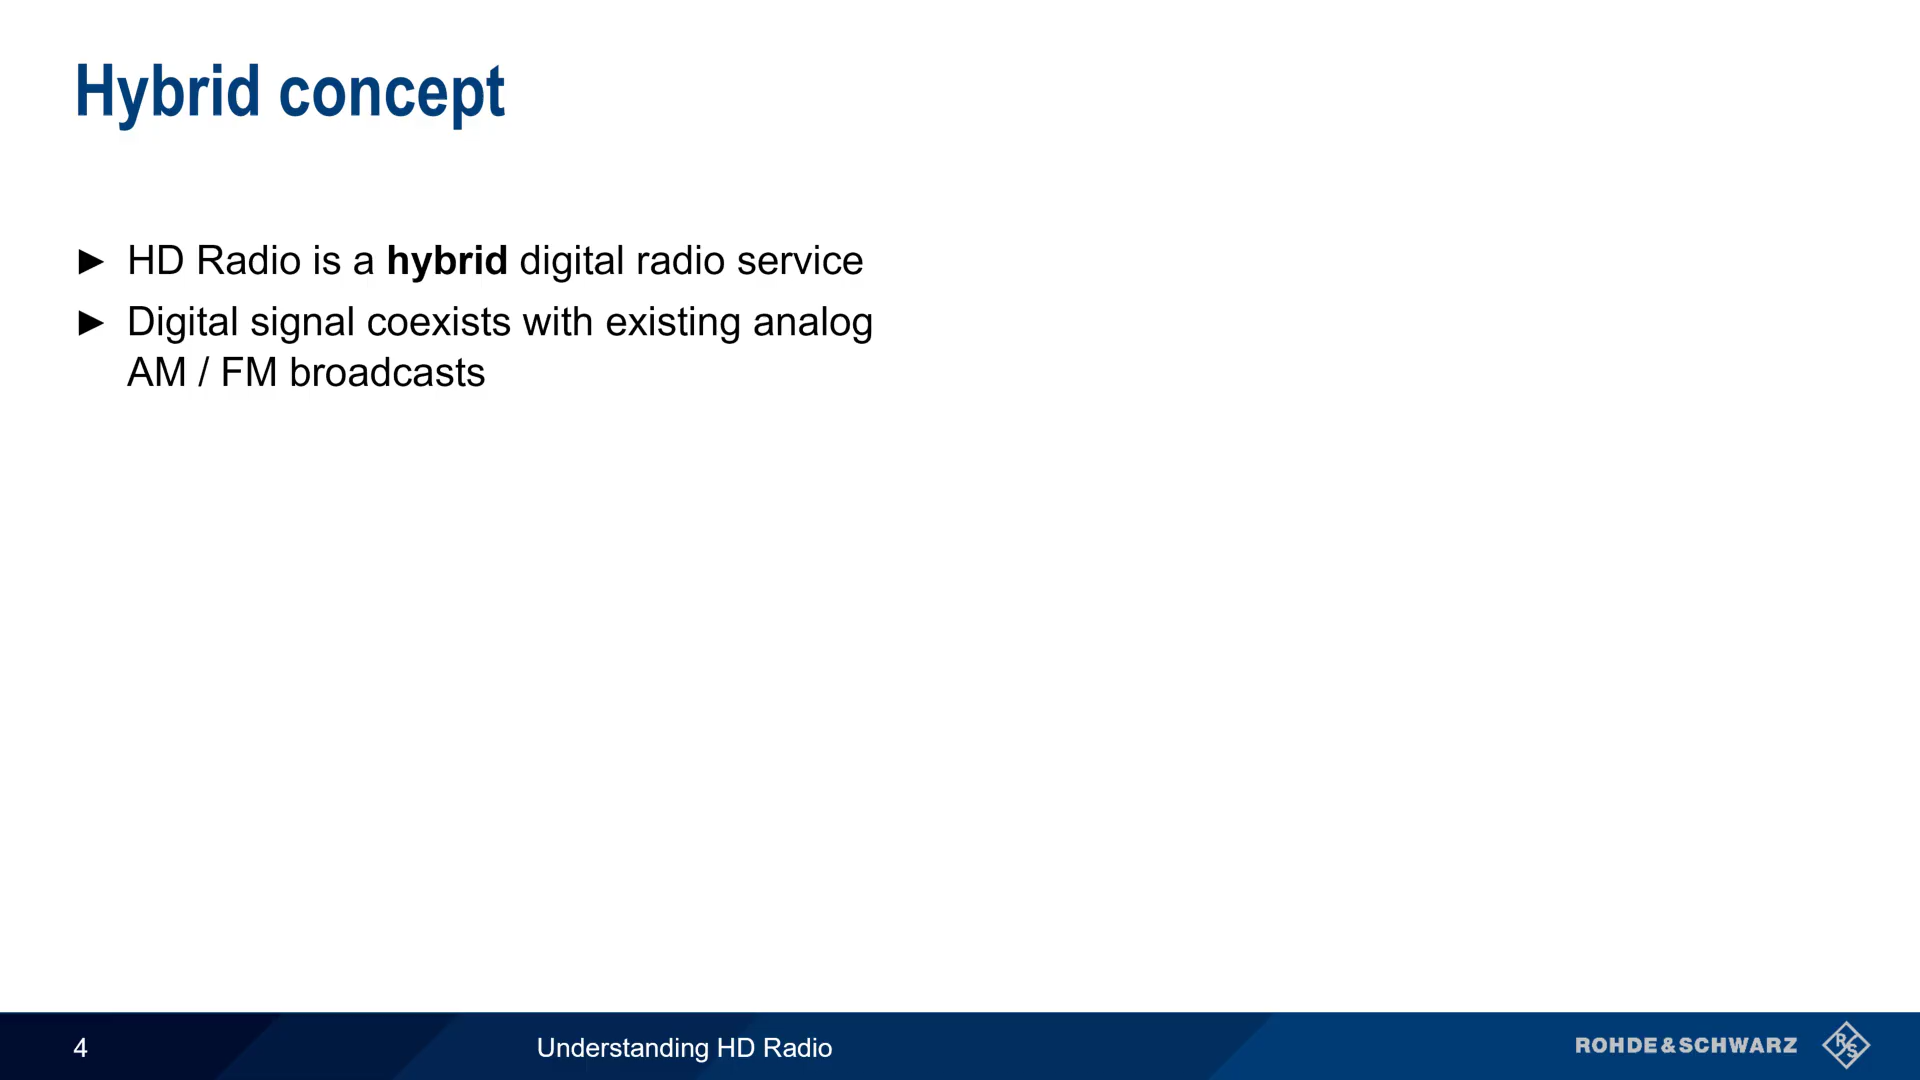 Hybrid concept
► HD Radio is a hybrid digital radio service
► Digital signal coexists with existing analog
AM / FM broadcasts
4
Understanding HD Radio
ROHDE&SCHWARZ
R&S